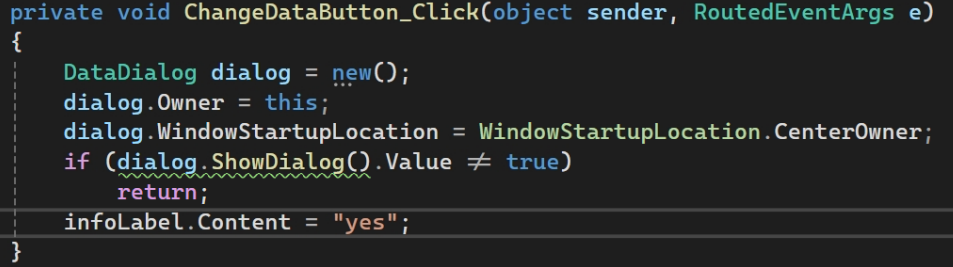 private void ChangeDataButton_Click(object sender, RoutedEventArgs e)
{
    DataDialog dialog = new();
    dialog.Owner = this;
    dialog.WindowStartupLocation = WindowStartupLocation.CenterOwner;
    if (dialog.ShowDialog().Value != true)
        return;
    infoLabel.Content = "yes";
}